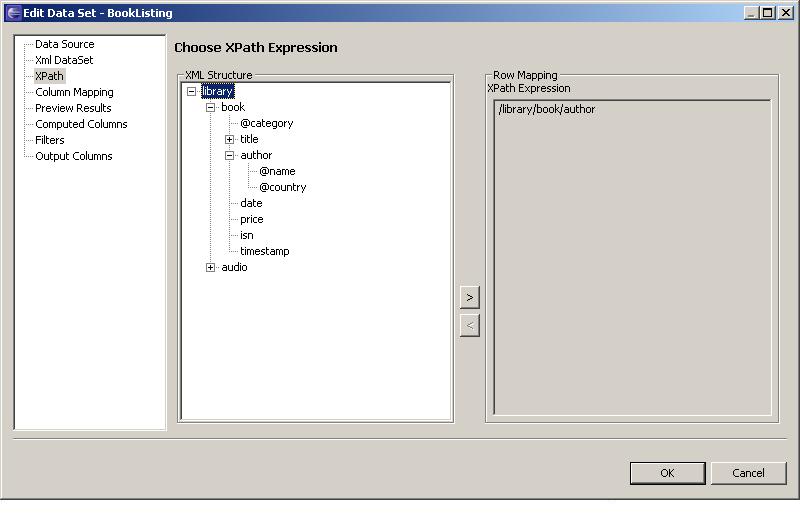 Edit Data Set - BookListing
Data Source
Xml DataSet
XPath
Column Mapping
Preview Results
Computed Columns
Filters
Output Columns
Choose XPath Expression
XML Structure
library
book
@category
title
author
@name
@country
date
price
isn
timestamp
audio
>
<
Row Mapping
XPath Expression
/library/book/author
OK
Cancel